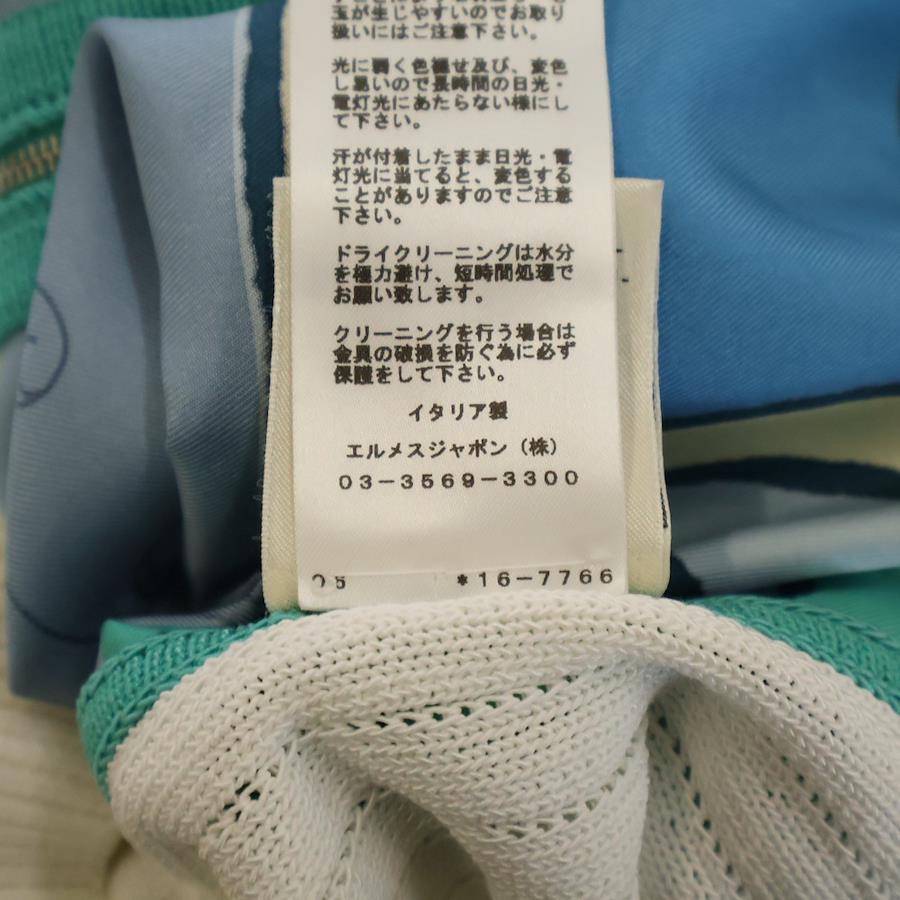 玉が生じやすいのでお取り
扱いにはご注意下さい。
光に弱く色褪せ及び、変色
し易いので長時間の日光・
電灯光にあたらない様にし
て下さい。
汗が付着したまま日光・電
灯光に当てると、変色する
ことがありますのでご注意
下さい。
ドライクリーニングは水分
を極力避け、短時間処理で
お願い致します。
クリーニングを行う場合は
金具の破損を防ぐ為に必ず
保護をして下さい。
イタリア製
エルメスジャポン（株）
03-3569-3300
*16-7766